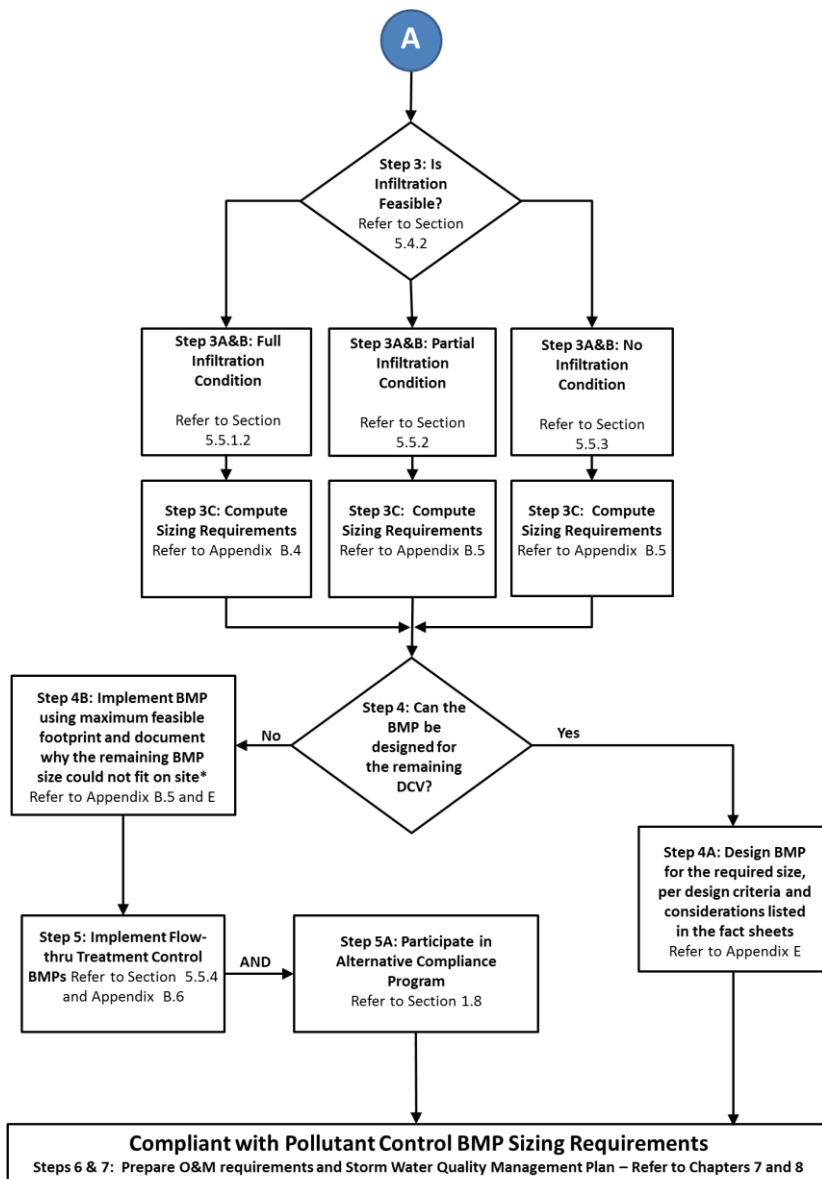 A
Step 3: Is
Infiltration
Feasible?
Refer to Section
5.4.2
Step 3A&B: Full
Infiltration
Condition
Refer to Section
5.5.1.2
Step 3A&B: Partial
Infiltration
Condition
Refer to Section
5.5.2
Step 3A&B: No
Infiltration
Condition
Refer to Section
5.5.3
Step 3C: Compute
Sizing Requirements
Refer to Appendix B.4
Step 3C: Compute
Sizing Requirements
Refer to Appendix B.5
Step 3C: Compute
Sizing Requirements
Refer to Appendix B.5
Step 4: Can the
BMP be
designed for
the remaining
DCV?
No
Yes
Step 4B: Implement BMP
using maximum feasible
footprint and document
why the remaining BMP
size could not fit on site*
Refer to Appendix B.5 and E
Step 4A: Design BMP
for the required size,
per design criteria and
considerations listed
in the fact sheets
Refer to Appendix E
Step 5: Implement Flow-
thru Treatment Control
BMPs Refer to Section 5.5.4
and Appendix B.6
AND
Step 5A: Participate in
Alternative Compliance
Program
Refer to Section 1.8
Compliant with Pollutant Control BMP Sizing Requirements
Steps 6 & 7: Prepare O&M requirements and Storm Water Quality Management Plan – Refer to Chapters 7 and 8